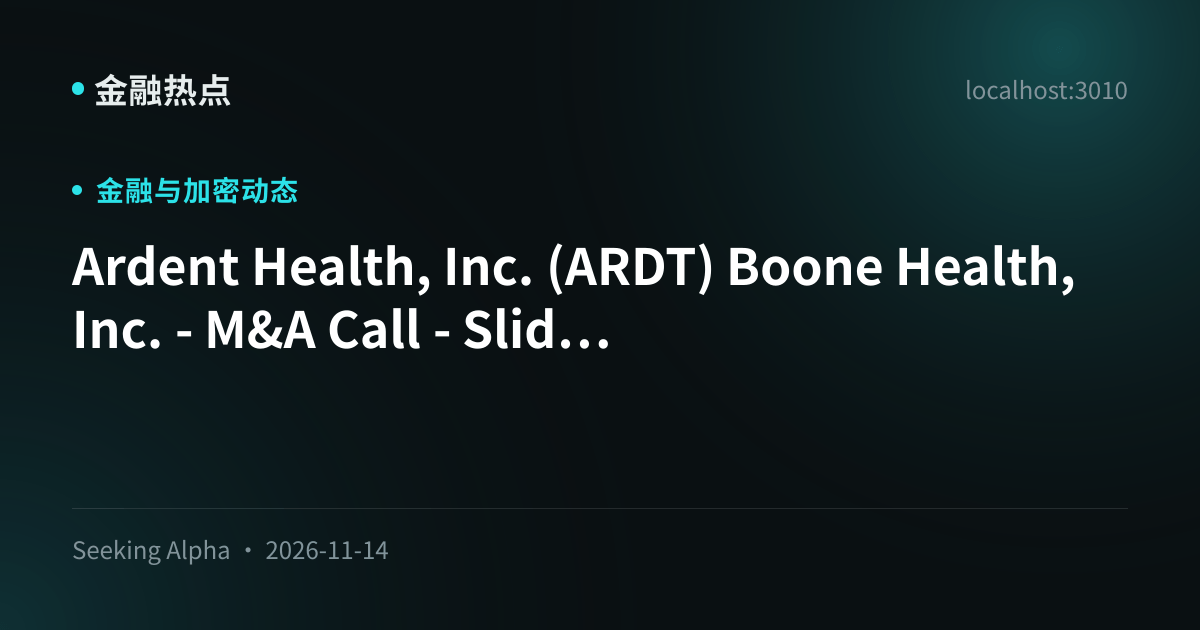 金融热点
localhost:3010
金融与加密动态
Ardent Health, Inc. (ARDT) Boone Health,
Inc. - M&A Call - Slid…
Seeking Alpha · 2026-11-14